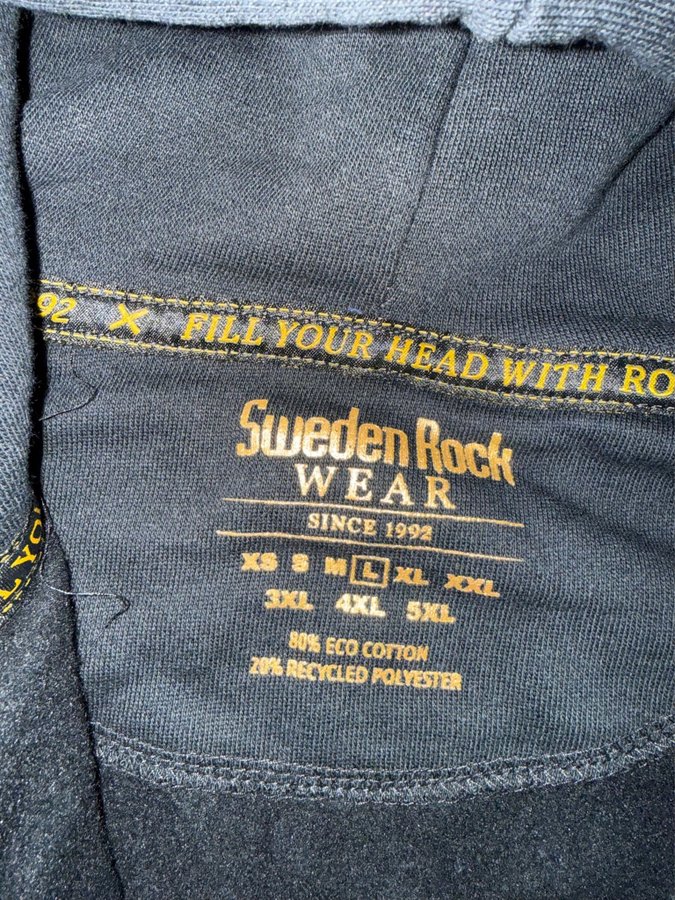 92 X FILL YOUR HEAD WITH RO
Sweden Rock
WEAR
SINCE 1992
XS S M L XL XXL
3XL 4XL 5XL
80% ECO COTTON
20% RECYCLED POLYESTER
L YOU